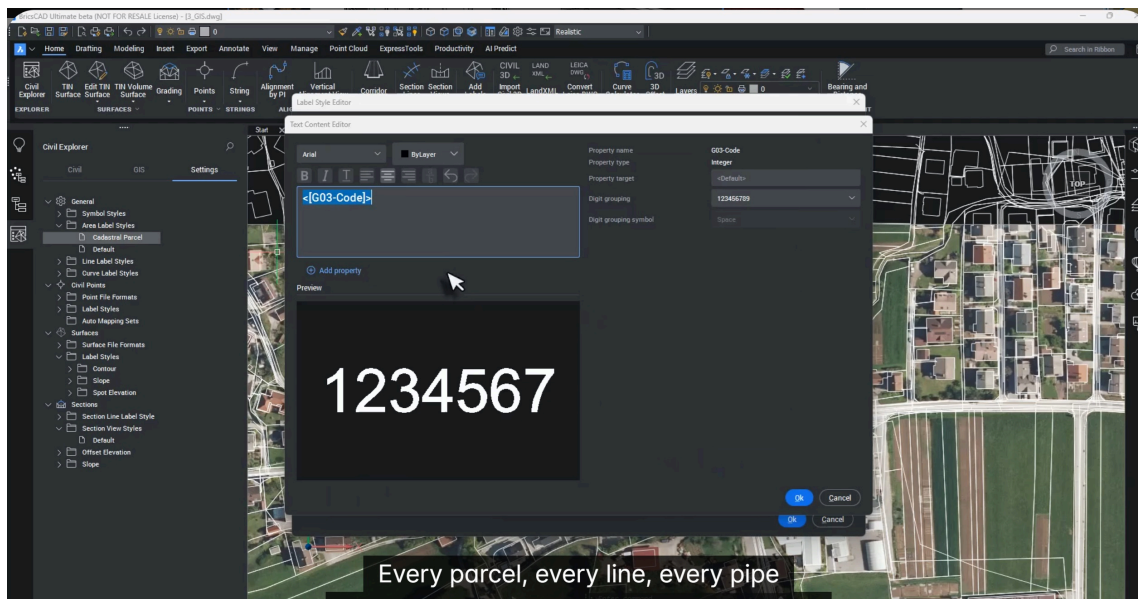 BricsCAD Ultimate beta (NOT FOR RESALE License) - [3_GIS.dwg]
0
Realistic
Home Drafting Modeling Insert Export Annotate View Manage Point Cloud ExpressTools Productivity AI Predict
Search in Ribbon
Civil Explorer
TIN Surface
Edit TIN Surface
TIN Volume Surface
Grading
Points
String
Alignment by PI
Vertical
Corridor
Section
Section
Add
CIVIL 3D
Import
LAND XML
LandXML
LEICA DWG
Convert
Curve
3D
3D
Layers
0
Bearing and
EXPLORER
SURFACES
POINTS
STRINGS
Start
Civil Explorer
Civil GIS Settings
General
Symbol Styles
Area Label Styles
Cadastral Parcel
Default
Line Label Styles
Curve Label Styles
Civil Points
Point File Formats
Label Styles
Auto Mapping Sets
Surfaces
Surface File Formats
Label Styles
Contour
Slope
Spot Elevation
Sections
Section Line Label Style
Section View Styles
Default
Offset Elevation
Slope
Label Style Editor
Text Content Editor
Arial
ByLayer
B I T
<[G03-Code]>
Add property
Preview
1234567
Property name G03-Code
Property type Integer
Property target <Default>
Digit grouping 123456789
Digit grouping symbol Space
Ok Cancel
Ok Cancel
TOP
Every parcel, every line, every pipe